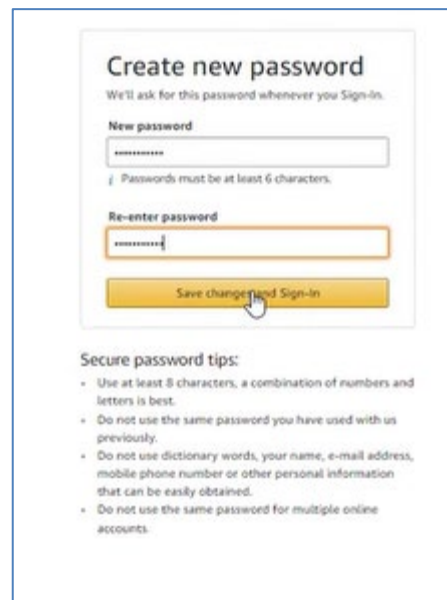 Create new password
We'll ask for this password whenever you Sign-In.
New password
•••••••••••
i Passwords must be at least 6 characters.
Re-enter password
•••••••••••
Save changes and Sign-In
Secure password tips:
• Use at least 8 characters, a combination of numbers and
letters is best.
• Do not use the same password you have used with us
previously.
• Do not use dictionary words, your name, e-mail address,
mobile phone number or other personal information
that can be easily obtained.
• Do not use the same password for multiple online
accounts.